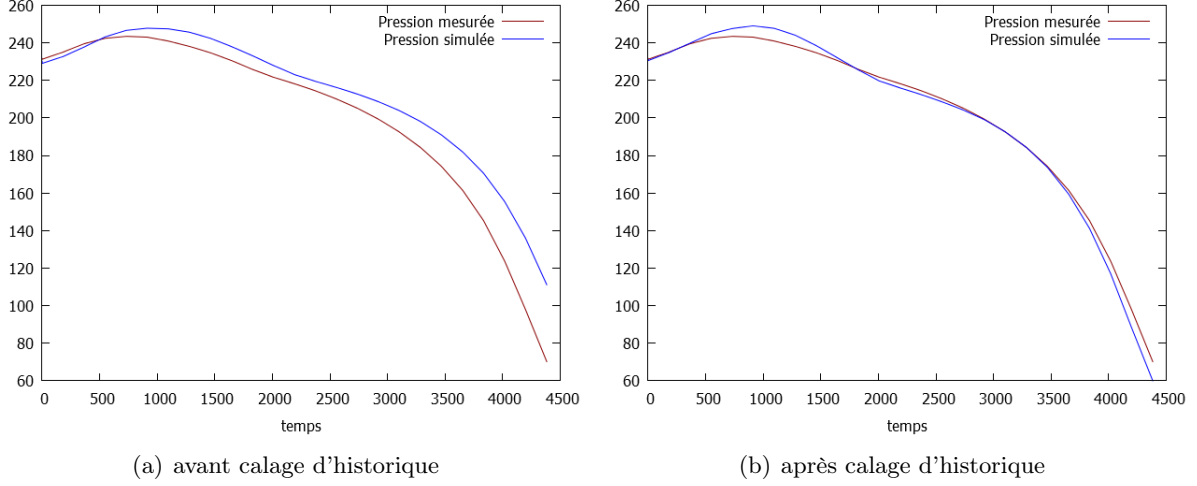 260
240
220
200
180
160
140
120
100
80
60
0 500 1000 1500 2000 2500 3000 3500 4000 4500
temps
Pression mesurée
Pression simulée
(a) avant calage d'historique
260
240
220
200
180
160
140
120
100
80
60
0 500 1000 1500 2000 2500 3000 3500 4000 4500
temps
Pression mesurée
Pression simulée
(b) après calage d'historique